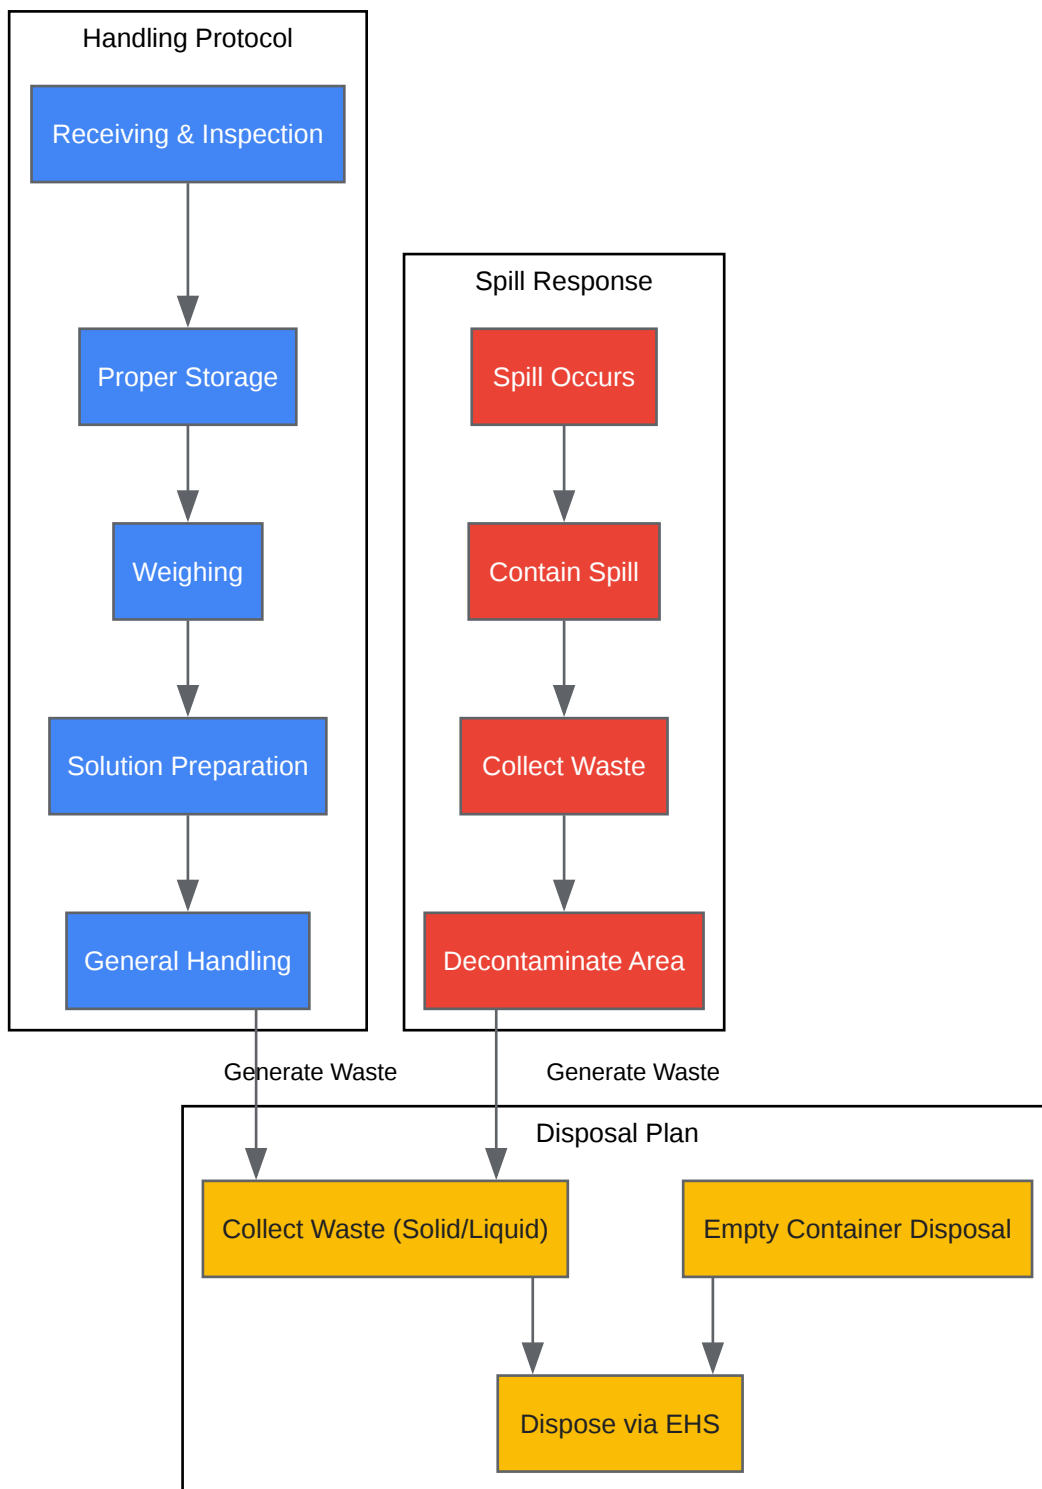 Handling Protocol
Receiving & Inspection
Proper Storage
Weighing
Solution Preparation
General Handling
Spill Response
Spill Occurs
Contain Spill
Collect Waste
Decontaminate Area
Generate Waste
Generate Waste
Disposal Plan
Collect Waste (Solid/Liquid)
Empty Container Disposal
Dispose via EHS